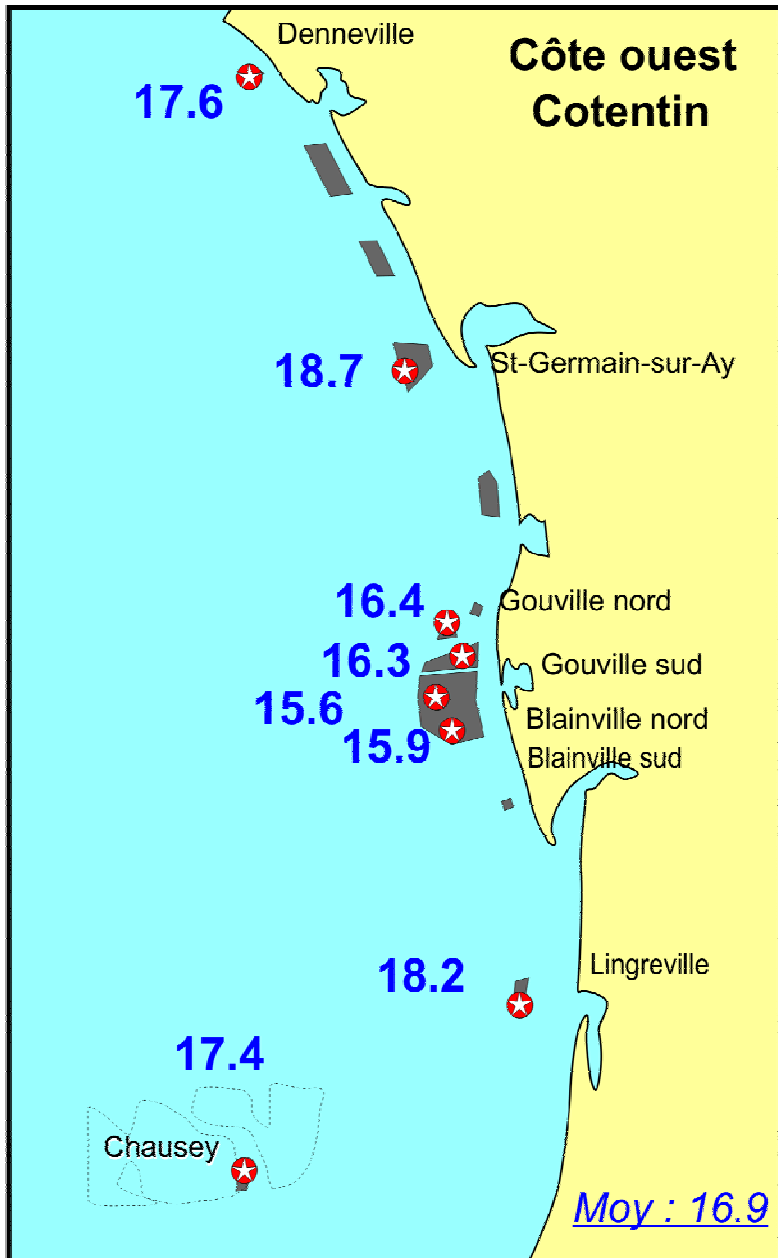 Denneville
Côte ouest
Cotentin
17.6
18.7
St-Germain-sur-Ay
16.4
Gouville nord
16.3
Gouville sud
15.6
Blainville nord
15.9
Blainville sud
18.2
Lingreville
17.4
Chausey
Moy : 16.9